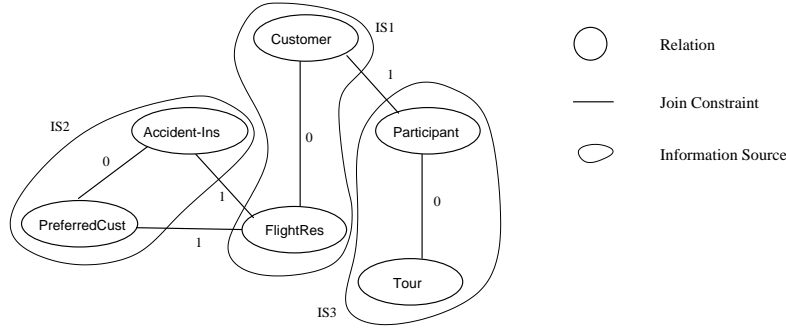 Customer
IS1
Relation
1
Join Constraint
IS2
Accident-Ins
Participant
0
0
Information Source
1
0
PreferredCust
FlightRes
1
Tour
IS3